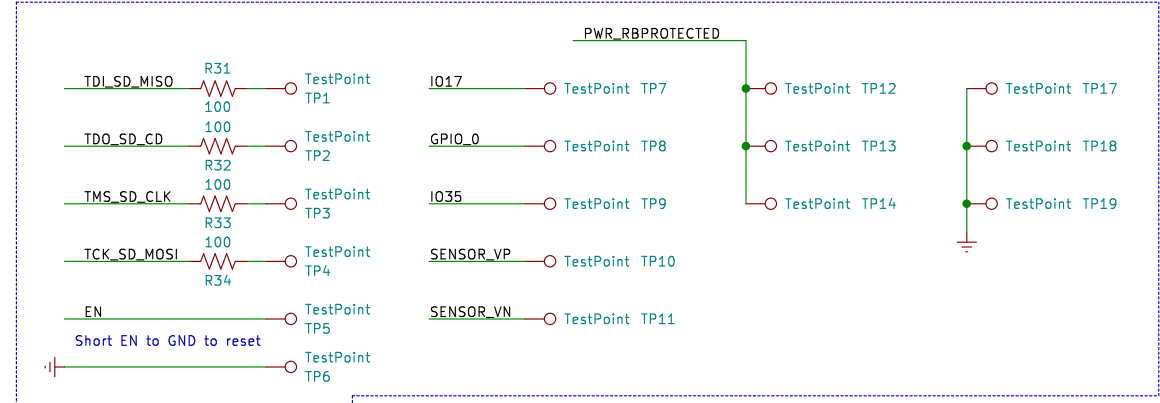 PWR_RBPROTECTED
TDI_SD_MISO R31 100 TestPoint TP1
IO17 TestPoint TP7
TestPoint TP12
TestPoint TP17
TDO_SD_CD 100 R32 TestPoint TP2
GPIO_0 TestPoint TP8
TestPoint TP13
TestPoint TP18
TMS_SD_CLK 100 R33 TestPoint TP3
IO35 TestPoint TP9
TestPoint TP14
TestPoint TP19
TCK_SD_MOSI 100 R34 TestPoint TP4
SENSOR_VP TestPoint TP10
EN TestPoint TP5
SENSOR_VN TestPoint TP11
Short EN to GND to reset
TestPoint TP6